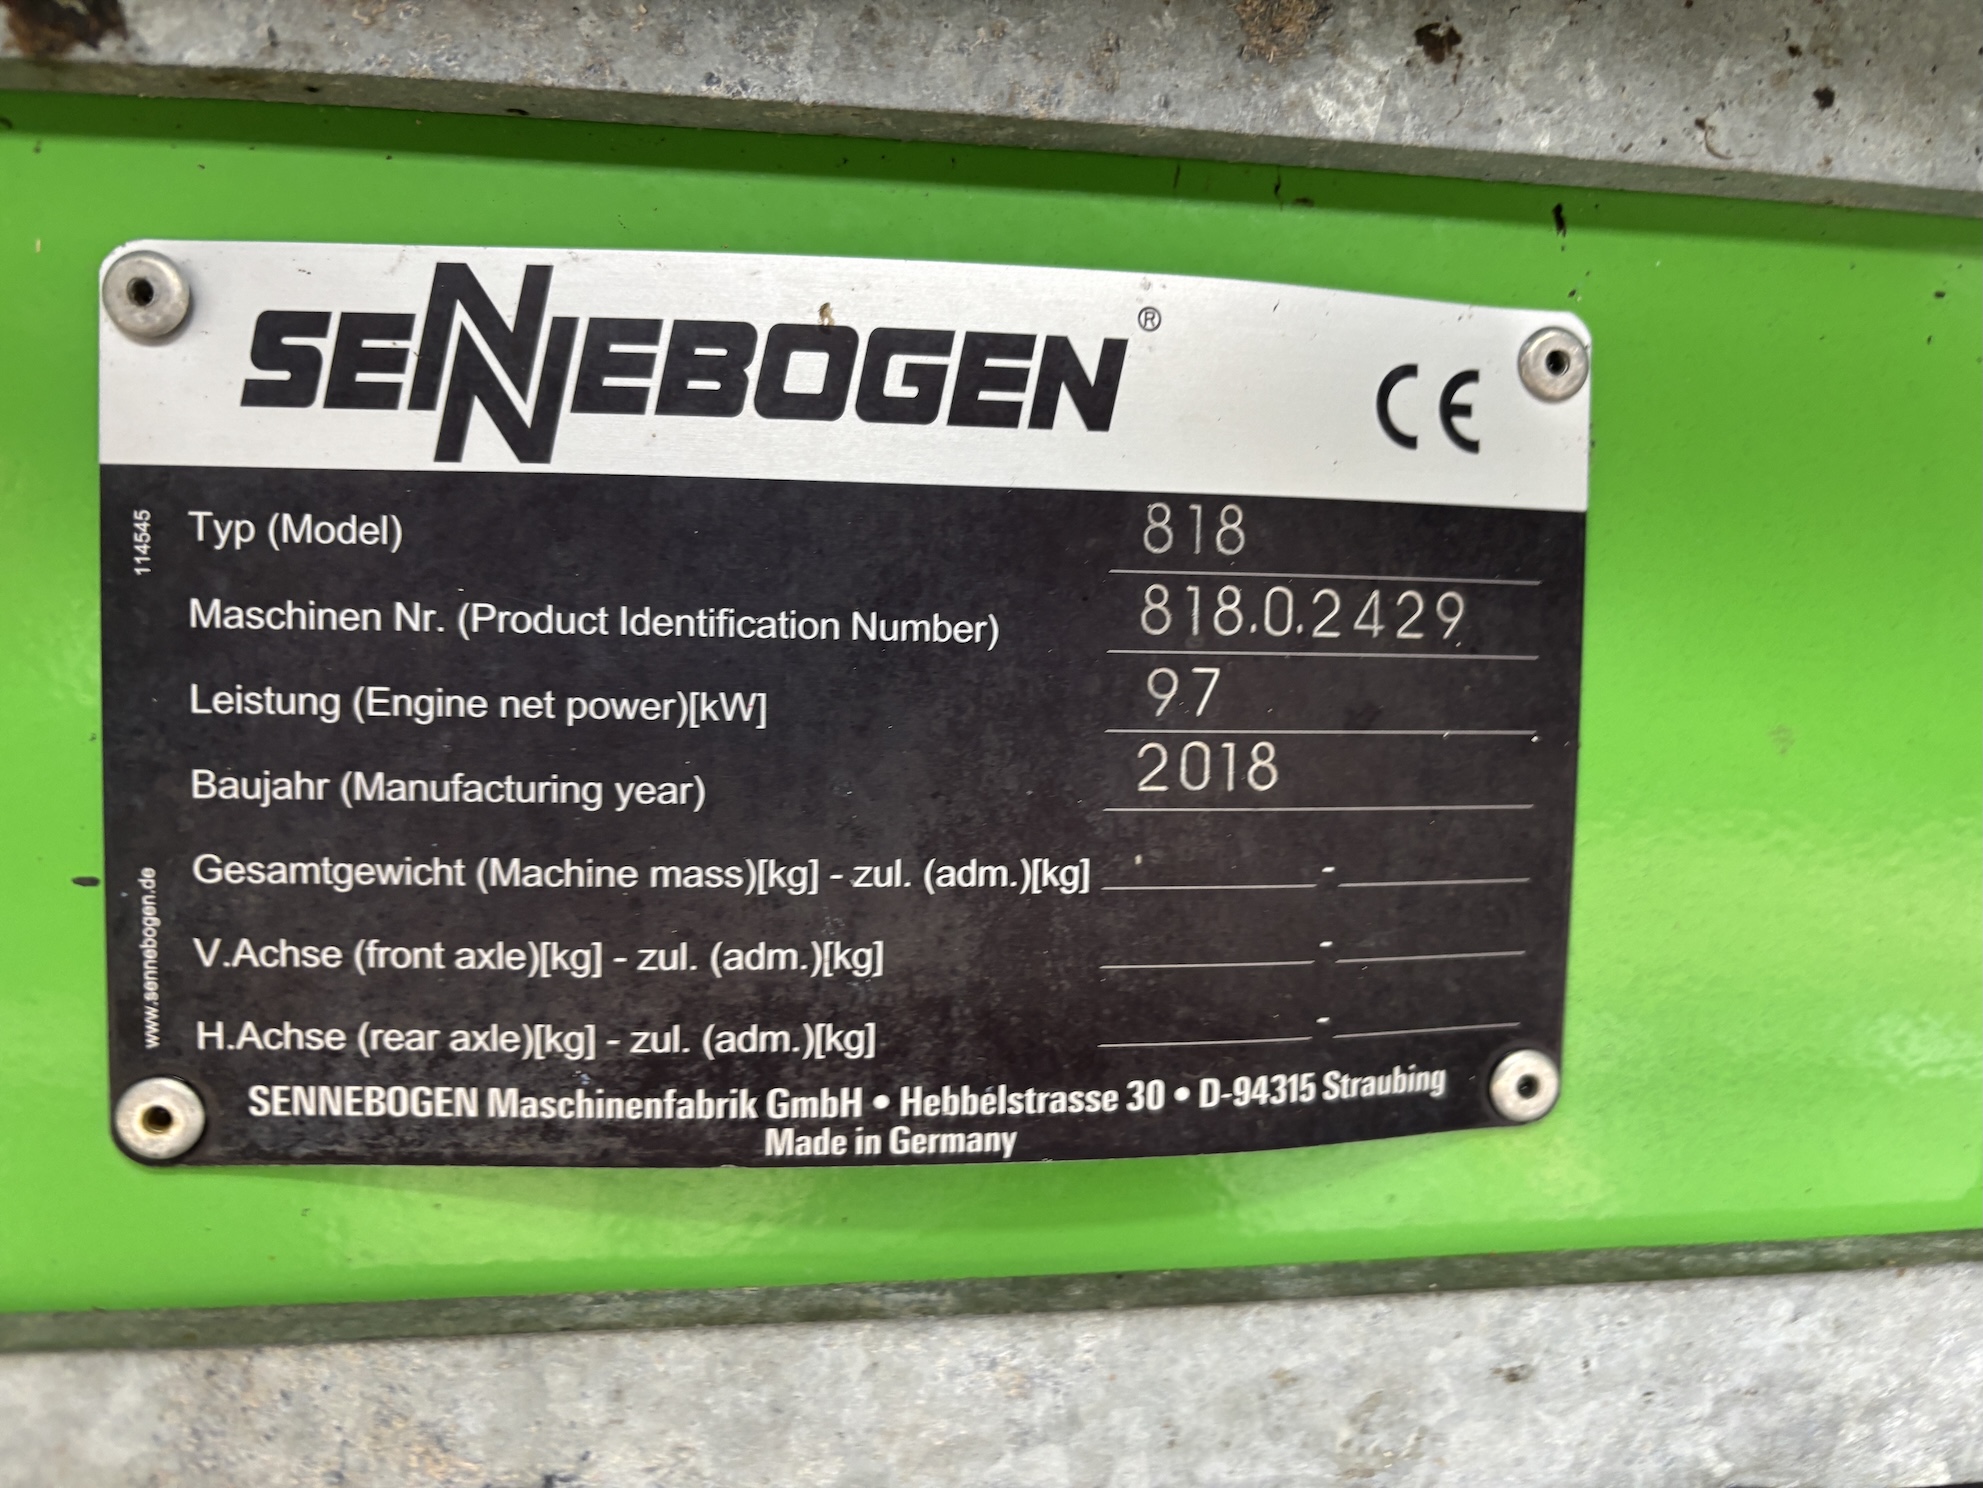 SENNEBOGEN®
CE
114545
Typ (Model) 818
Maschinen Nr. (Product Identification Number) 818.0.2429
Leistung (Engine net power)[kW] 97
Baujahr (Manufacturing year) 2018
Gesamtgewicht (Machine mass)[kg] - zul. (adm.)[kg] -
V.Achse (front axle)[kg] - zul. (adm.)[kg] -
H.Achse (rear axle)[kg] - zul. (adm.)[kg] -
www.sennebogen.de
SENNEBOGEN Maschinenfabrik GmbH • Hebbelstrasse 30 • D-94315 Straubing
Made in Germany